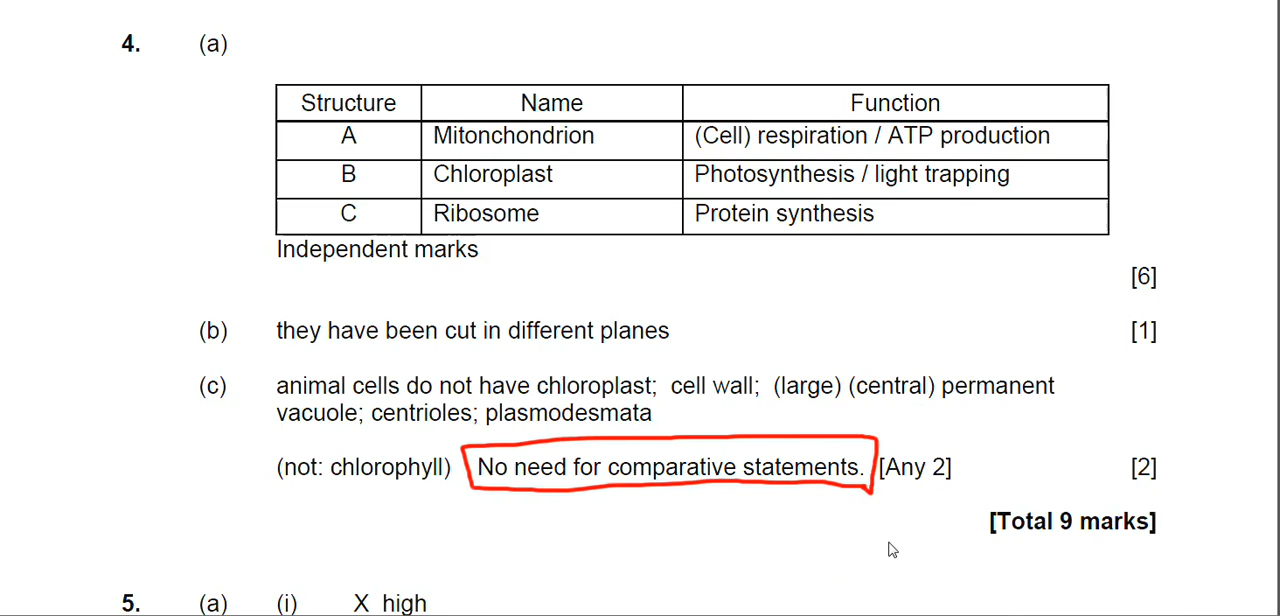 4. (a)
Structure Name Function
A Mitonchondrion (Cell) respiration / ATP production
B Chloroplast Photosynthesis / light trapping
C Ribosome Protein synthesis
Independent marks
[6]
(b) they have been cut in different planes [1]
(c) animal cells do not have chloroplast; cell wall; (large) (central) permanent
vacuole; centrioles; plasmodesmata
(not: chlorophyll) No need for comparative statements. [Any 2] [2]
[Total 9 marks]
5. (a) (i) X high